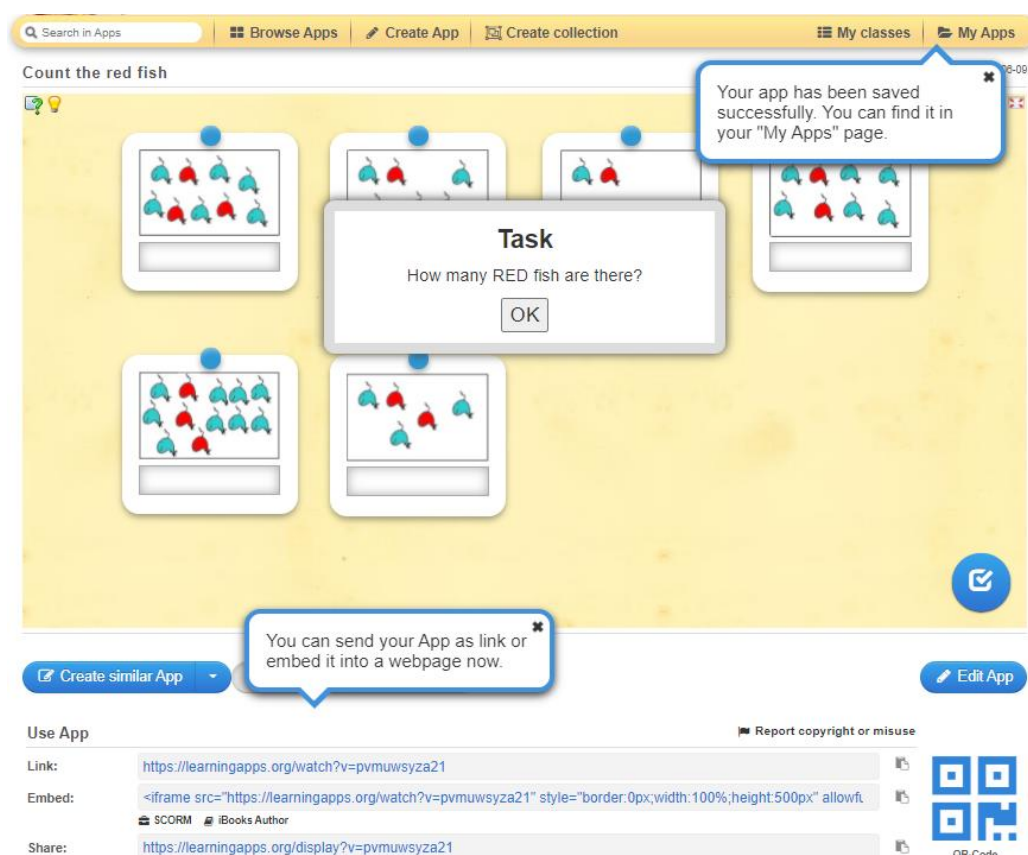 Search in Apps
Browse Apps
Create App
Create collection
My classes
My Apps
Count the red fish
06-09
Your app has been saved
successfully. You can find it in
your "My Apps" page.
Task
How many RED fish are there?
OK
You can send your App as link or
embed it into a webpage now.
Create similar App
Edit App
Use App
Report copyright or misuse
Link:
https://learningapps.org/watch?v=pvmuwsyza21
Embed:
<iframe src="https://learningapps.org/watch?v=pvmuwsyza21" style="border:0px;width:100%;height:500px" allowfu
SCORM
iBooks Author
Share:
https://learningapps.org/display?v=pvmuwsyza21
QR-Code